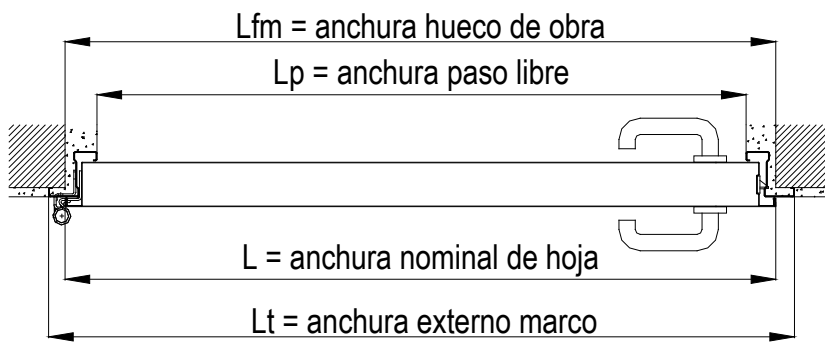 Lfm = anchura hueco de obra
Lp = anchura paso libre
L = anchura nominal de hoja
Lt = anchura externo marco